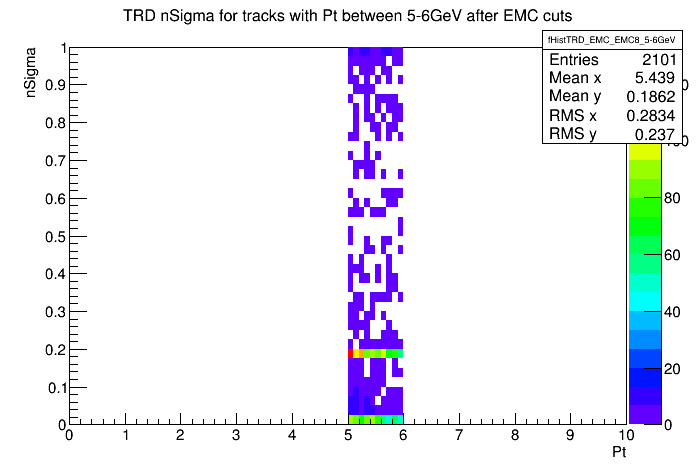 TRD nSigma for tracks with Pt between 5-6GeV after EMC cuts
fHistTRD_EMC_EMC8_5-6GeV
Entries 2101
Mean x 5.439
Mean y 0.1862
RMS x 0.2834
RMS y 0.237
nSigma
1
0.9
0.8
0.7
0.6
0.5
0.4
0.3
0.2
0.1
0
0 1 2 3 4 5 6 7 8 9 10
Pt
80
60
40
20
0